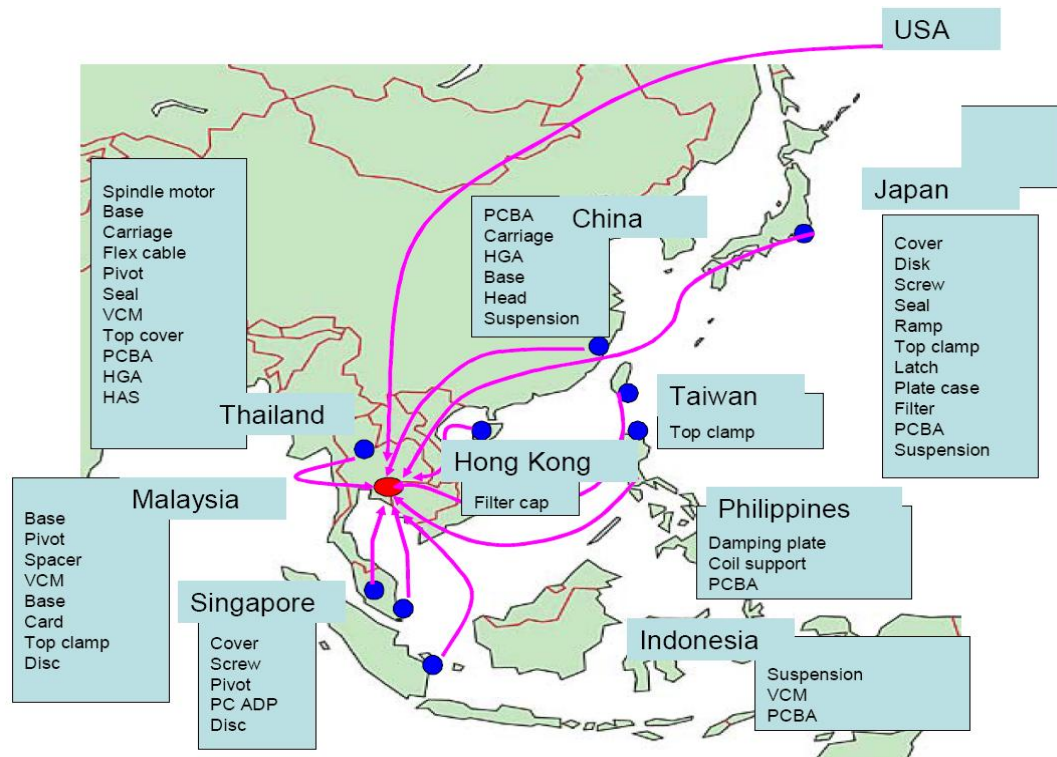 USA
Spindle motor
Base
Carriage
Flex cable
Pivot
Seal
VCM
Top cover
PCBA
HGA
HAS
Thailand
China
PCBA
Carriage
HGA
Base
Head
Suspension
Japan
Cover
Disk
Screw
Seal
Ramp
Top clamp
Latch
Plate case
Filter
PCBA
Suspension
Taiwan
Top clamp
Hong Kong
Filter cap
Malaysia
Base
Pivot
Spacer
VCM
Base
Card
Top clamp
Disc
Philippines
Damping plate
Coil support
PCBA
Singapore
Cover
Screw
Pivot
PC ADP
Disc
Indonesia
Suspension
VCM
PCBA